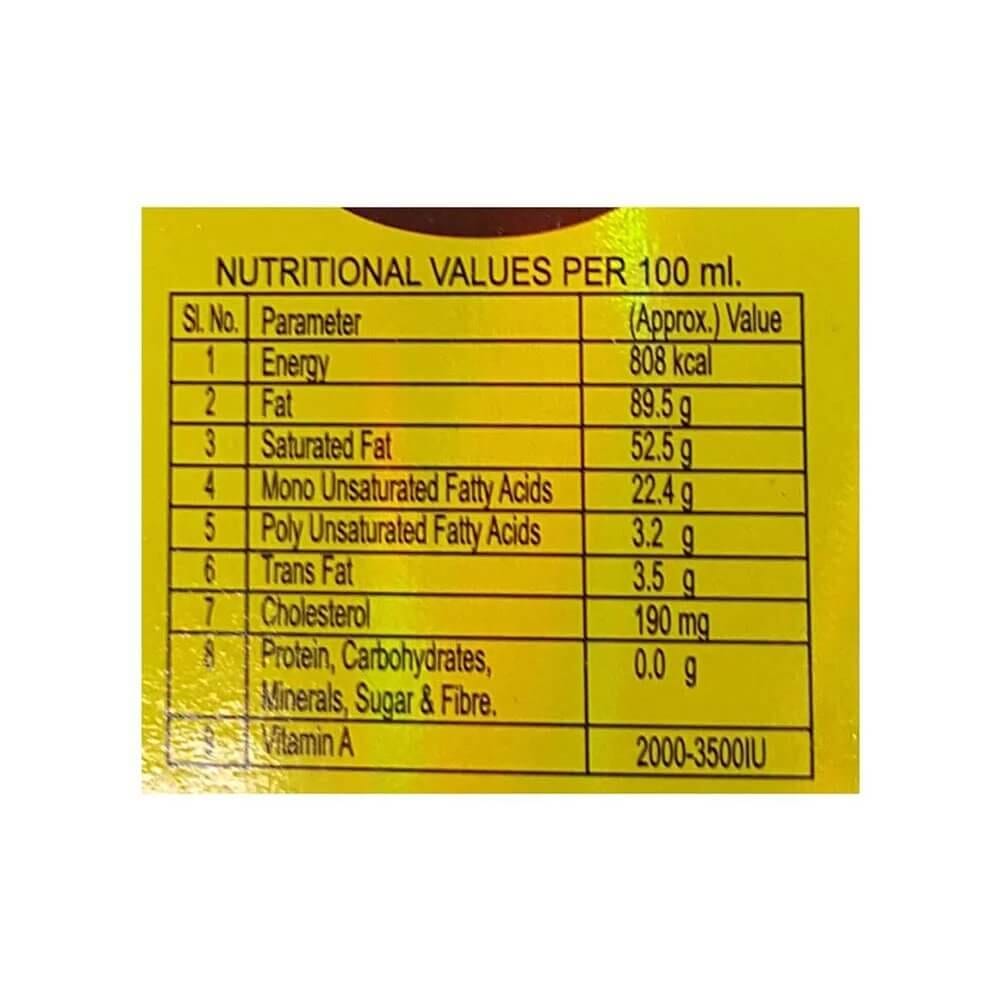 NUTRITIONAL VALUES PER 100 ml.
Sl. No. Parameter (Approx.) Value
1 Energy 808 kcal
2 Fat 89.5 g
3 Saturated Fat 52.5 g
4 Mono Unsaturated Fatty Acids 22.4 g
5 Poly Unsaturated Fatty Acids 3.2 g
6 Trans Fat 3.5 g
7 Cholesterol 190 mg
8 Protein, Carbohydrates, 0.0 g
Minerals, Sugar & Fibre.
Vitamin A 2000-3500IU